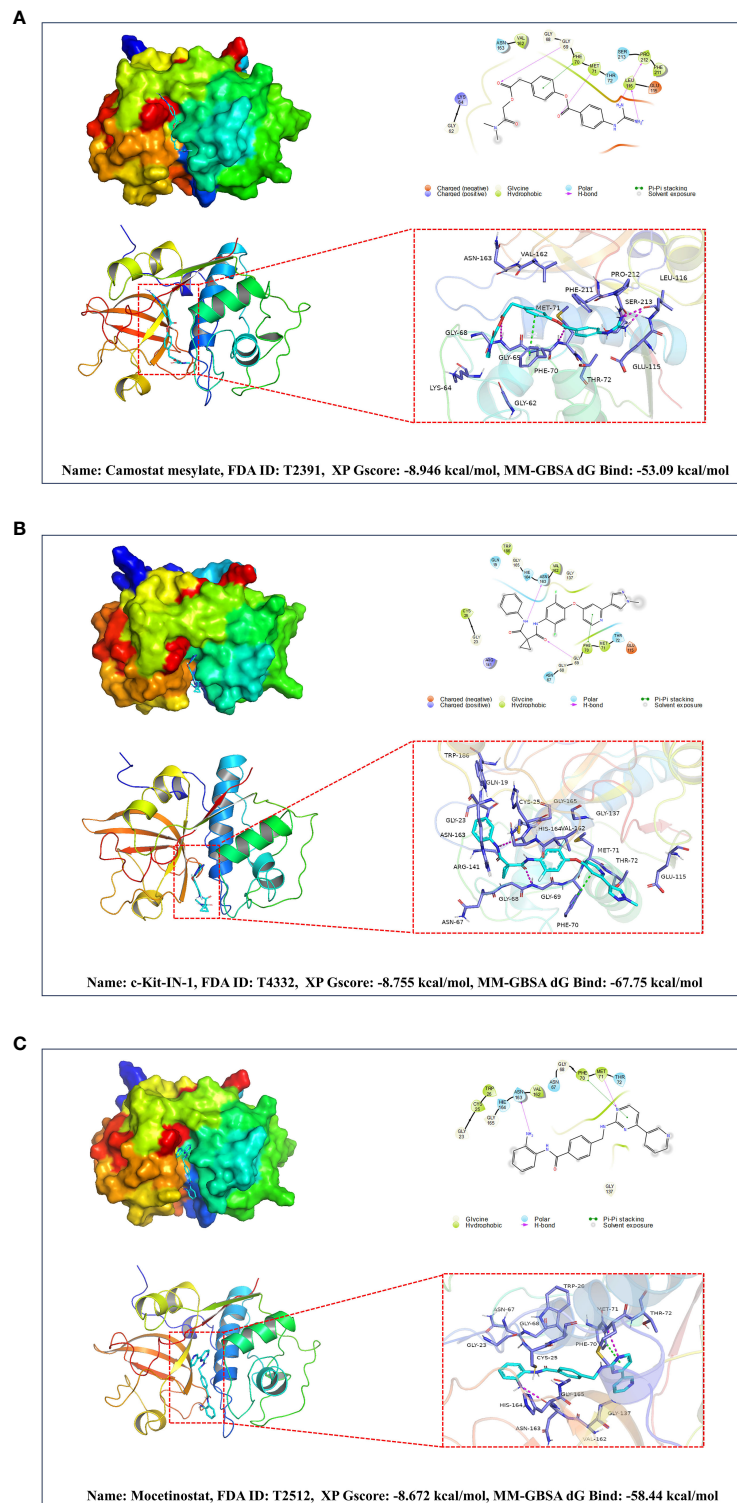 A
ASN 163
VAL 162
GLY 68
GLY 69
PHE 70
MET 71
THR 72
SER 213
PRO 212
PHE 211
LEU 116
GLU 115
LYS 64
GLY 62
Charged (negative)
Charged (positive)
Glycine
Hydrophobic
Polar
H-bond
Pi-Pi stacking
Solvent exposure
ASN-163
VAL-162
PRO-212
PHE-211
LEU-116
MET-71
SER-213
GLY-68
GLY-69
PHE-70
THR-72
GLU-115
LYS-64
GLY-62
Name: Camostat mesylate, FDA ID: T2391, XP Gscore: -8.946 kcal/mol, MM-GBSA dG Bind: -53.09 kcal/mol
B
TRP 186
GLY 165
GLN 19
HIE 164
ASN 163
VAL 162
GLY 137
CYS 25
GLY 23
THR 72
MET 71
PHE 70
GLY 69
GLY 68
ASN 67
Charged (negative)
Charged (positive)
Glycine
Hydrophobic
Polar
H-bond
Pi-Pi stacking
Solvent exposure
TRP-186
GLN-19
CYS-25
GLY-165
GLY-137
GLY-23
HIS-164
VAL-162
ASN-163
MET-71
ARG-141
THR-72
GLU-115
GLY-68
GLY-69
ASN-67
PHE-70
Name: c-Kit-IN-1, FDA ID: T4332, XP Gscore: -8.755 kcal/mol, MM-GBSA dG Bind: -67.75 kcal/mol
C
GLY 68
PHE 70
MET 71
THR 72
ASN 67
TRP 26
CYS 25
GLY 23
ASN 163
VAL 162
HIE 164
GLY 165
NH₂
GLY 137
Glycine
Hydrophobic
Polar
H-bond
Pi-Pi stacking
Solvent exposure
TRP-26
ASN-67
MET-71
THR-72
GLY-68
GLY-23
PHE-70
CYS-25
GLY-165
HIS-164
GLY-137
ASN-163
VAL-162
Name: Mocetinostat, FDA ID: T2512, XP Gscore: -8.672 kcal/mol, MM-GBSA dG Bind: -58.44 kcal/mol